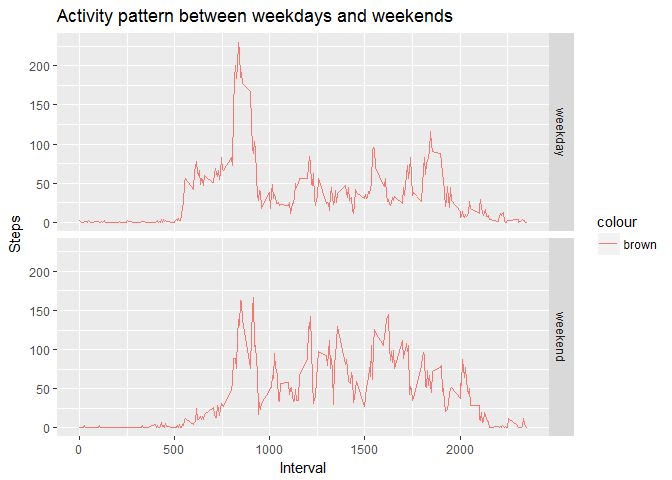 Activity pattern between weekdays and weekends
Steps
200
150
100
50
0
weekday
200
150
100
50
0
weekend
0 500 1000 1500 2000
Interval
colour
brown